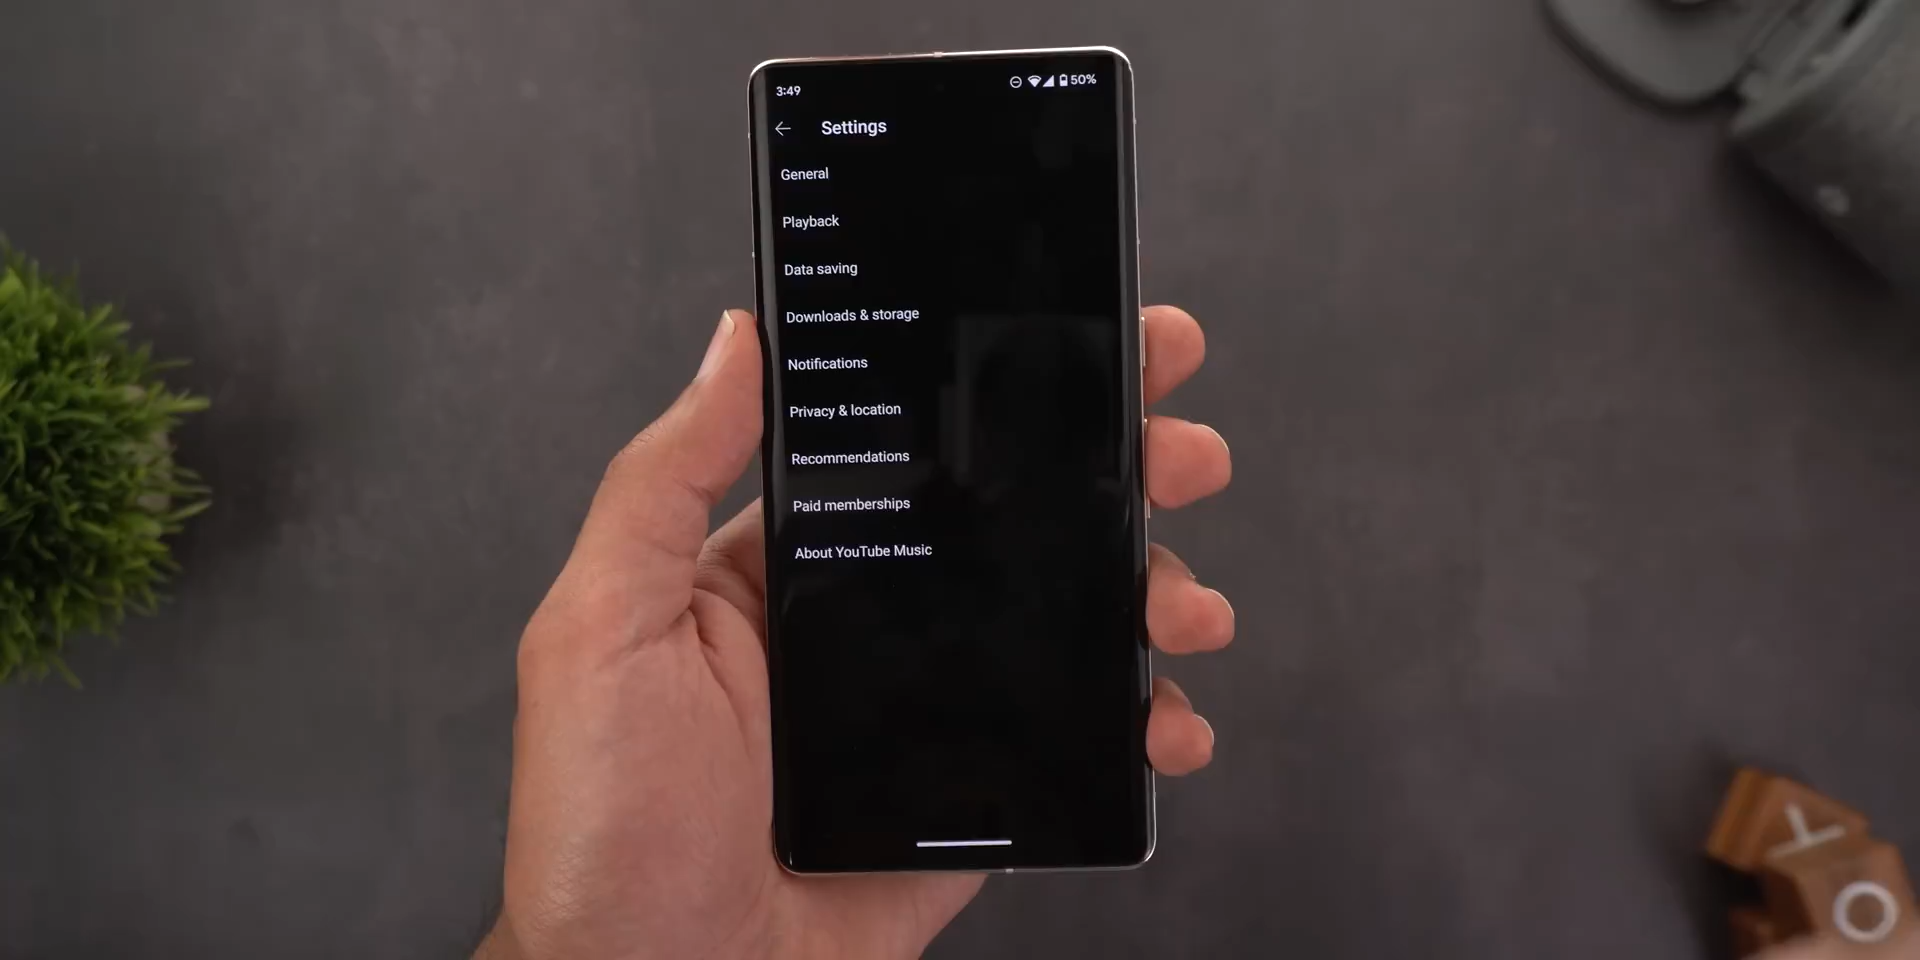 3:49
50%
Settings
General
Playback
Data saving
Downloads & storage
Notifications
Privacy & location
Recommendations
Paid memberships
About YouTube Music
Y
O